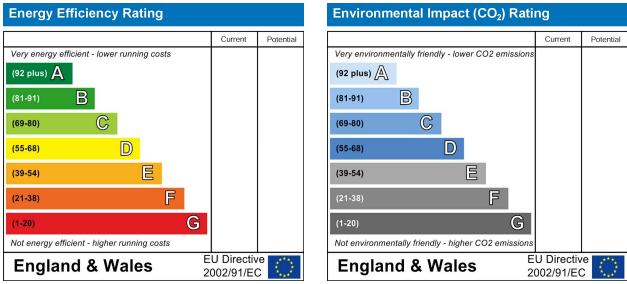 Energy Efficiency Rating
Current Potential
Very energy efficient - lower running costs
(92 plus) A
(81-91) B
(69-80) C
(55-68) D
(39-54) E
(21-38) F
(1-20) G
Not energy efficient - higher running costs
England & Wales
EU Directive
2002/91/EC
Environmental Impact (CO₂) Rating
Current Potential
Very environmentally friendly - lower CO2 emissions
(92 plus) A
(81-91) B
(69-80) C
(55-68) D
(39-54) E
(21-38) F
(1-20) G
Not environmentally friendly - higher CO2 emissions
England & Wales
EU Directive
2002/91/EC